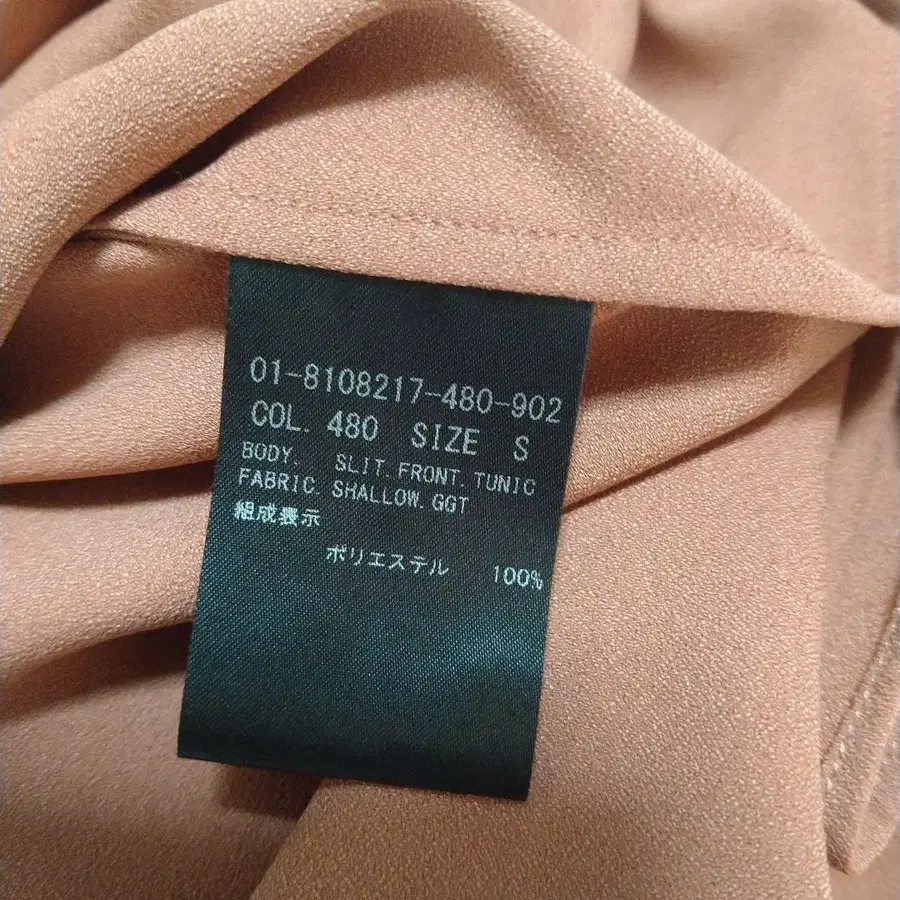 01-8108217-480-902
COL. 480 SIZE S
BODY. SLIT.FRONT.TUNIC
FABRIC.SHALLOW.GGT
組成表示
ポリエステル 100%